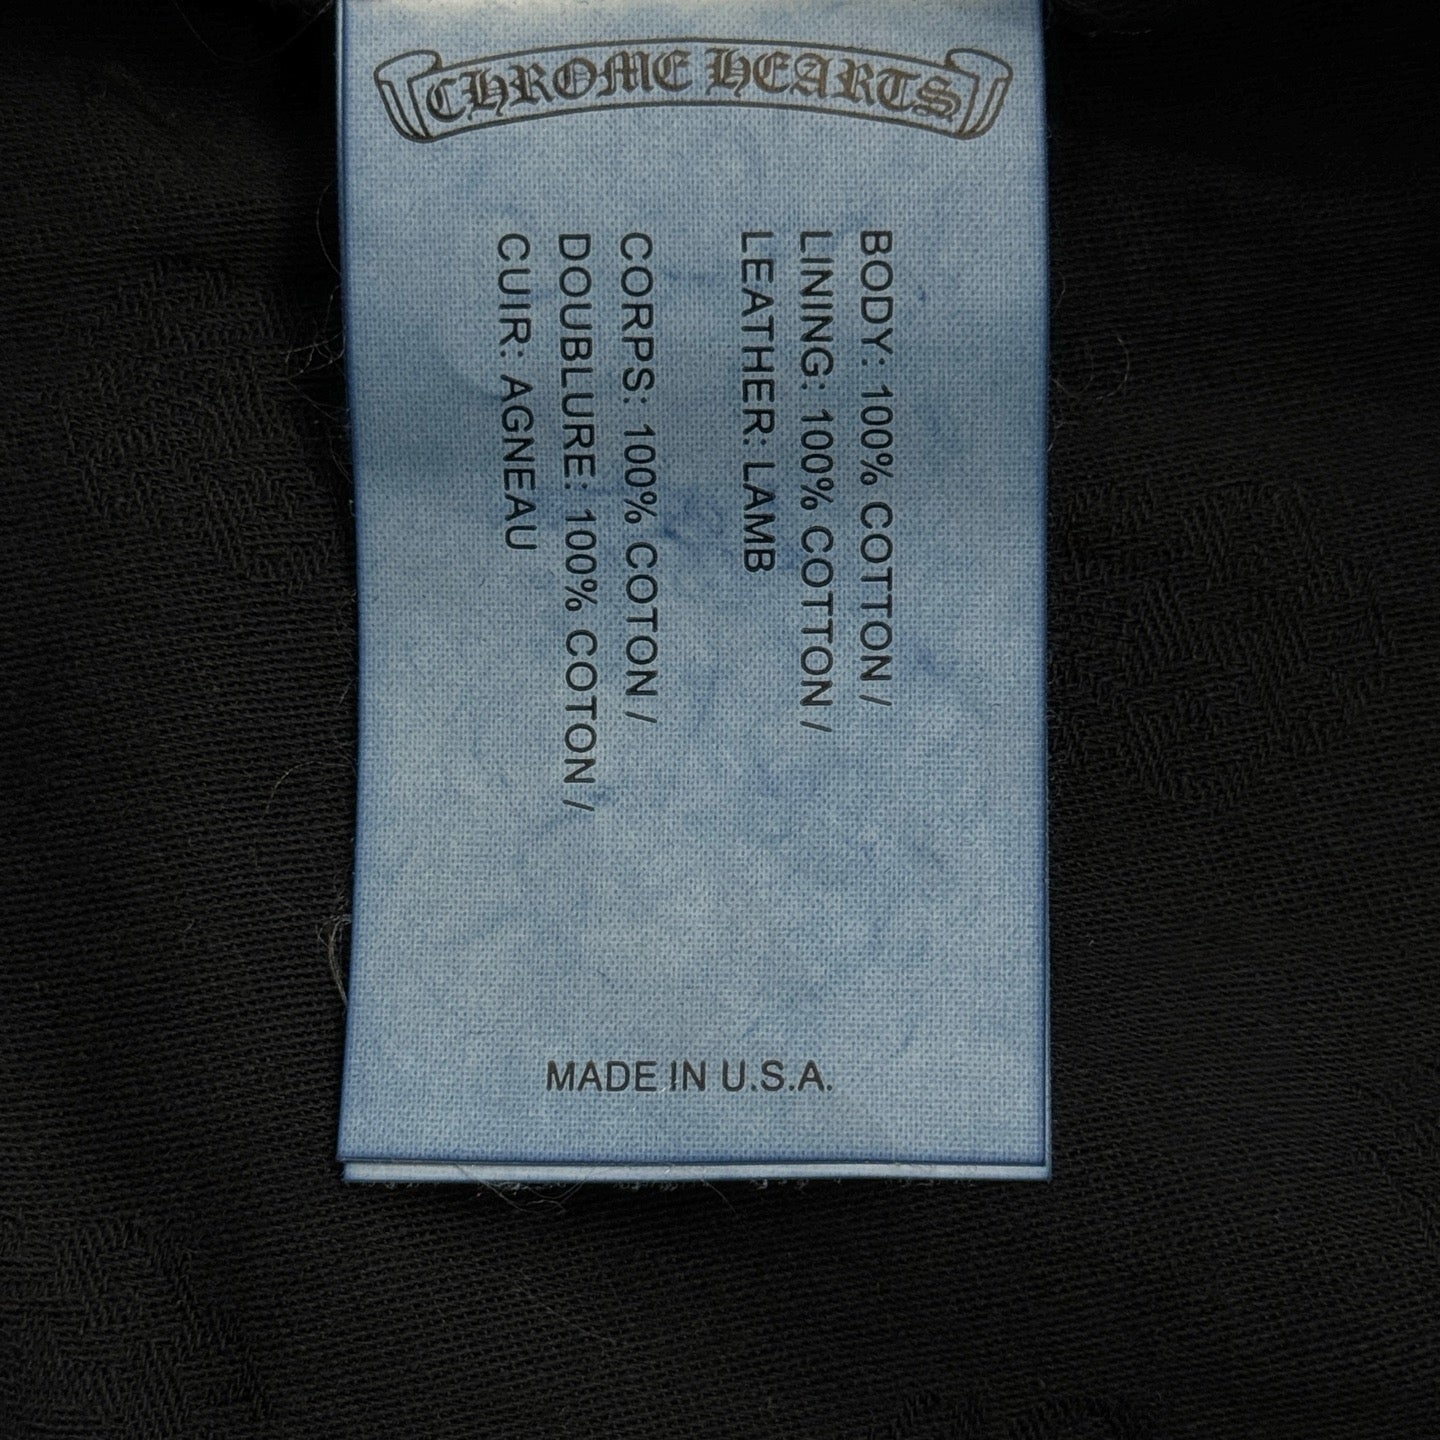 CHROME HEARTS
BODY: 100% COTTON /
LINING: 100% COTTON /
LEATHER: LAMB
CORPS: 100% COTON /
DOUBLURE: 100% COTON /
CUIR: AGNEAU
MADE IN U.S.A.